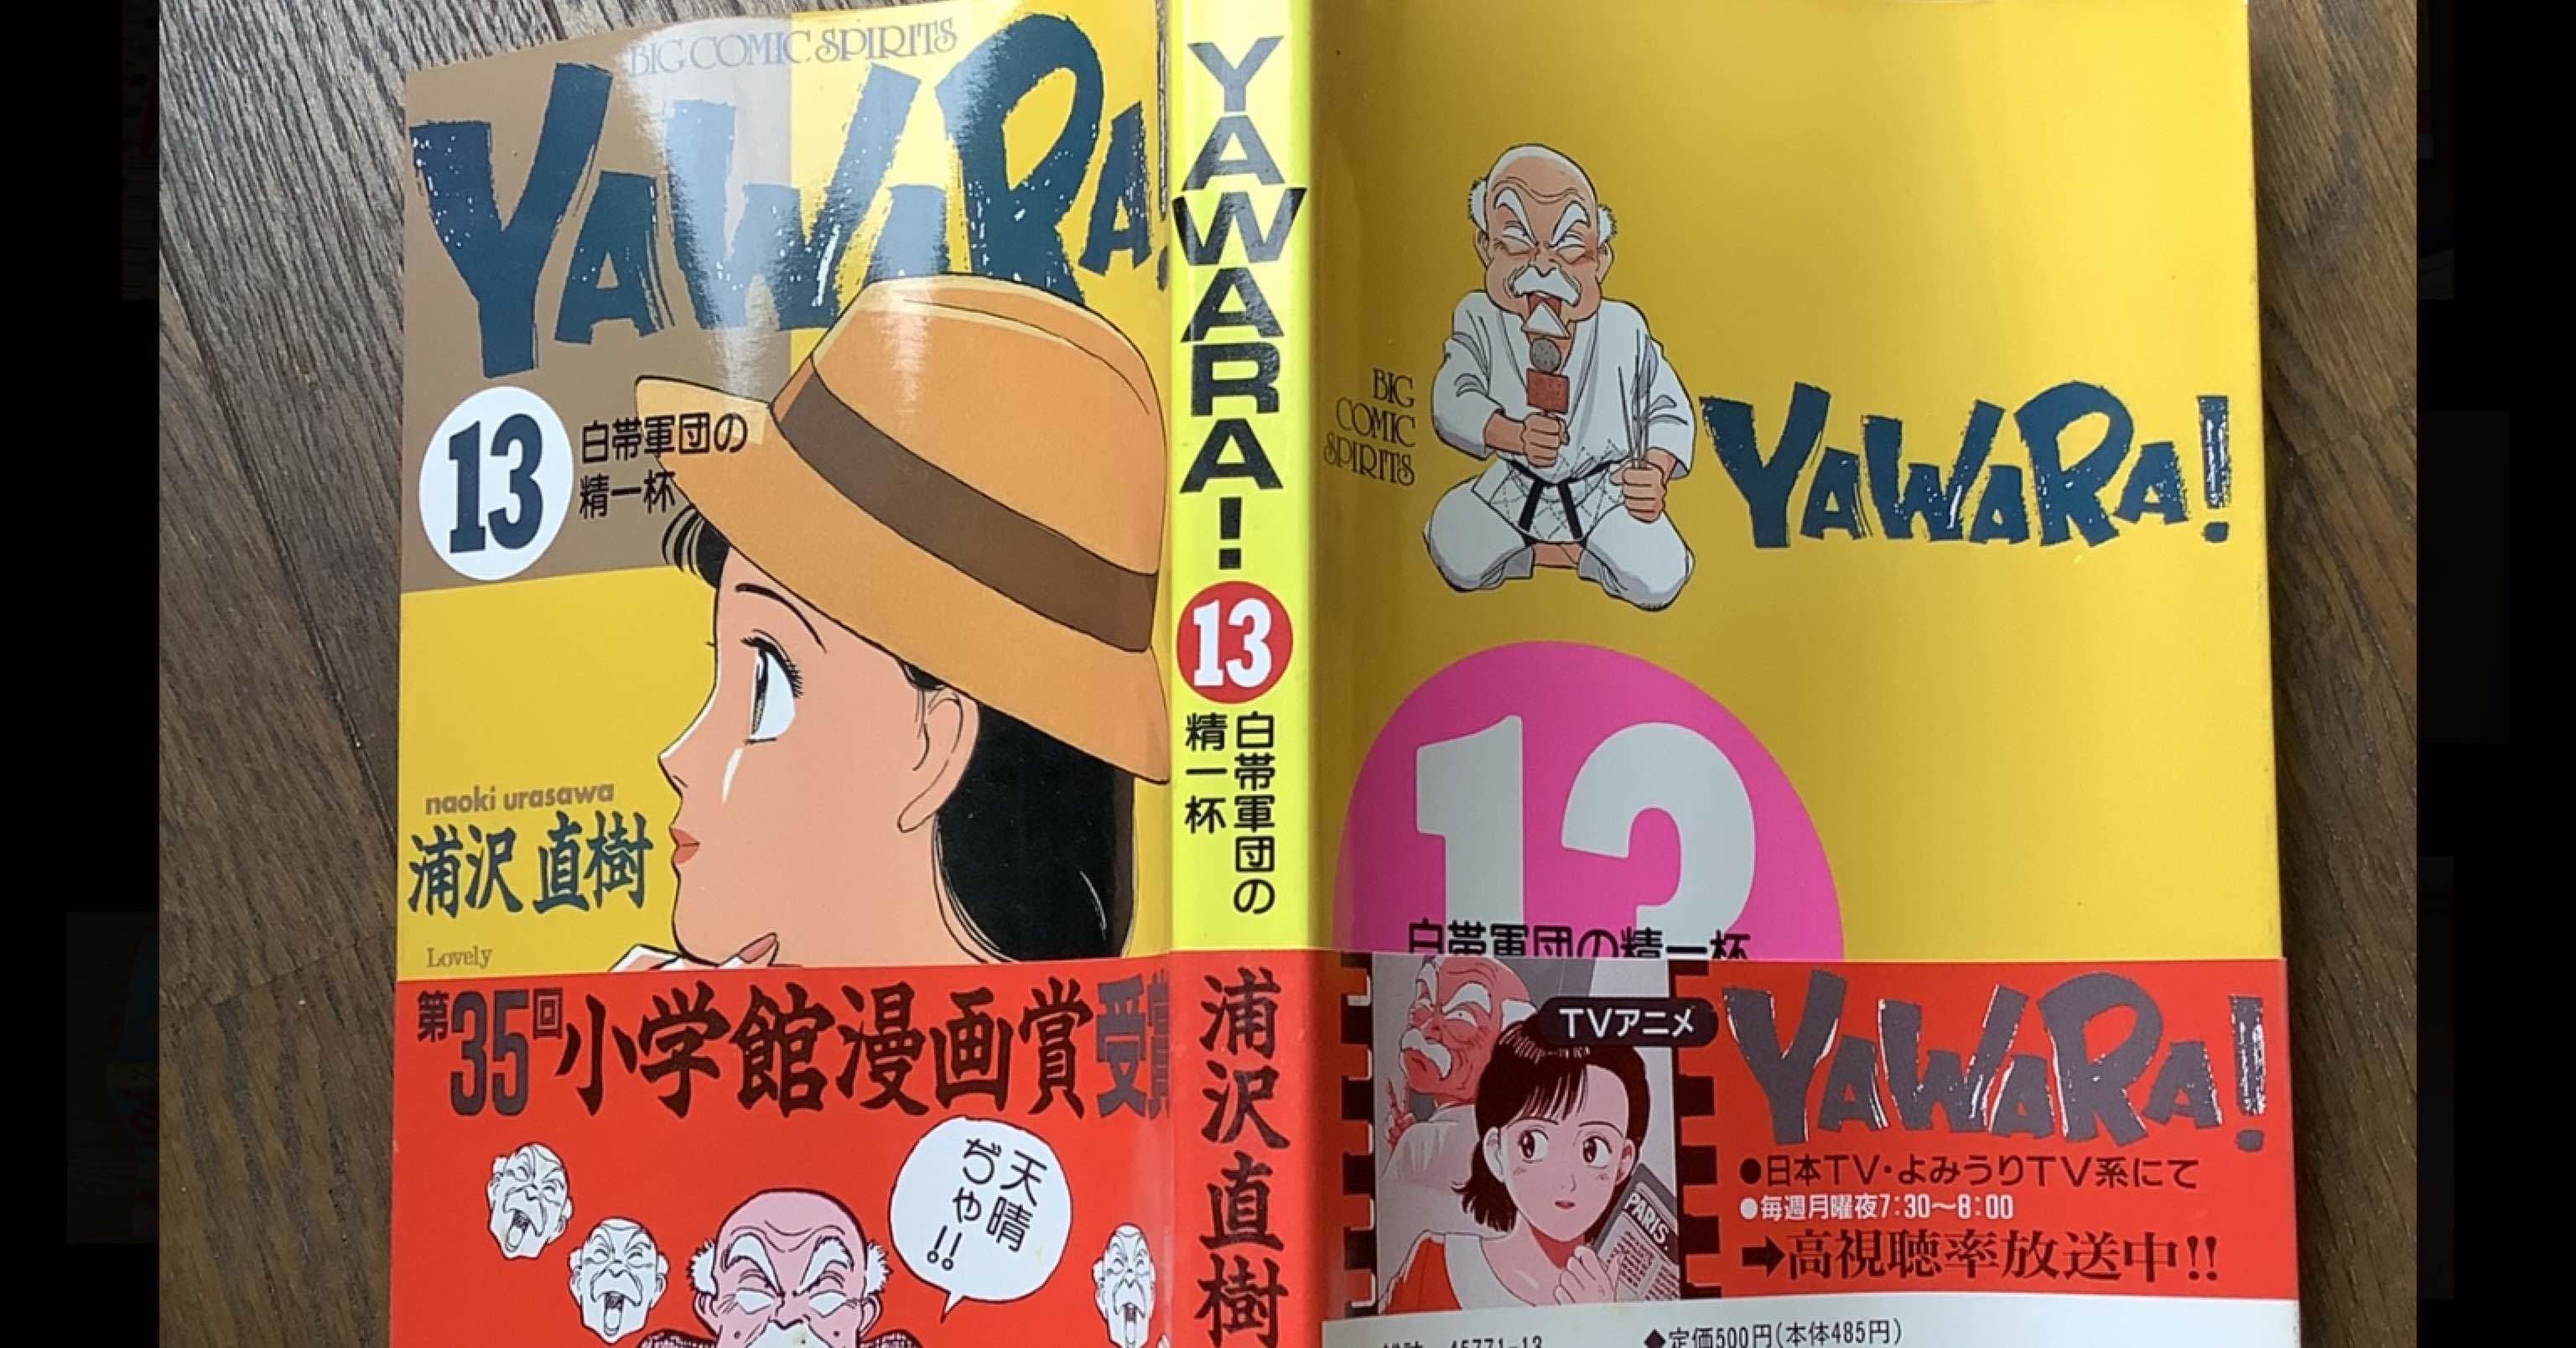 BIG COMIC SPIRITS
YAWARA!
13
白帯軍団の
精一杯
naoki urasawa
浦沢直樹
Lovely
第35回小学館漫画賞受賞
天晴
ぢゃ!!
YAWARA!
13
白帯軍団の
精一杯
浦沢直樹
BIG
COMIC
SPIRITS
YAWARA!
13
白帯軍団の精一杯
TVアニメ
YAWARA!
PARIS.
●日本TV・よみうりTV系にて
●毎週月曜夜7:30〜8:00
➡高視聴率放送中!!
45771-13
◆定価500円(本体485円)